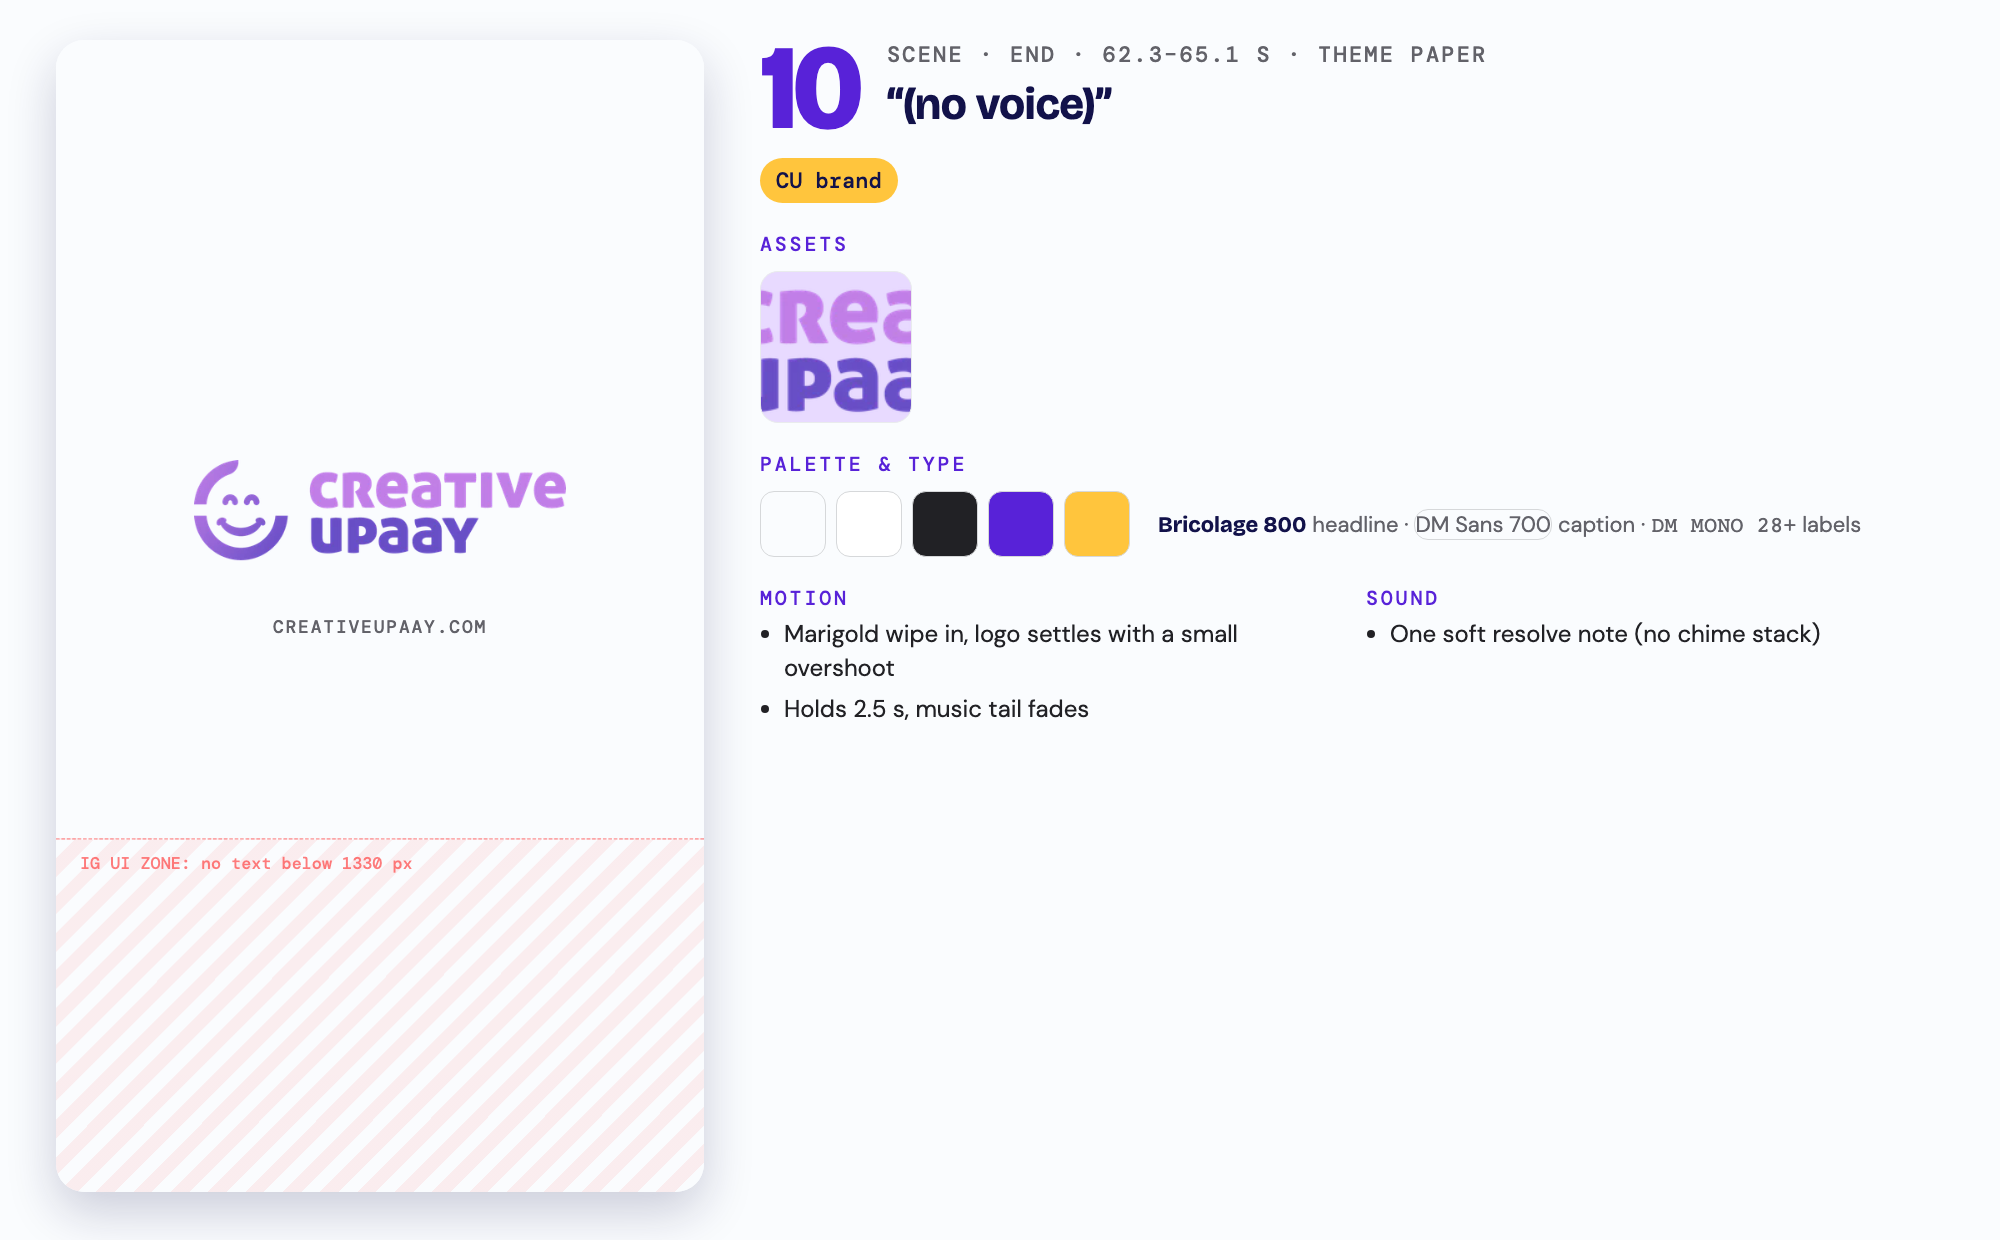 CREATIVE
UPAAY
CREATIVEUPAAY.COM
IG UI ZONE: no text below 1330 px
10
SCENE · END · 62.3–65.1 S · THEME PAPER
“(no voice)”
CU brand
ASSETS
CREA
UPAA
PALETTE & TYPE
Bricolage 800 headline · DM Sans 700 caption · DM MONO 28+ labels
MOTION
• Marigold wipe in, logo settles with a small
overshoot
• Holds 2.5 s, music tail fades
SOUND
• One soft resolve note (no chime stack)